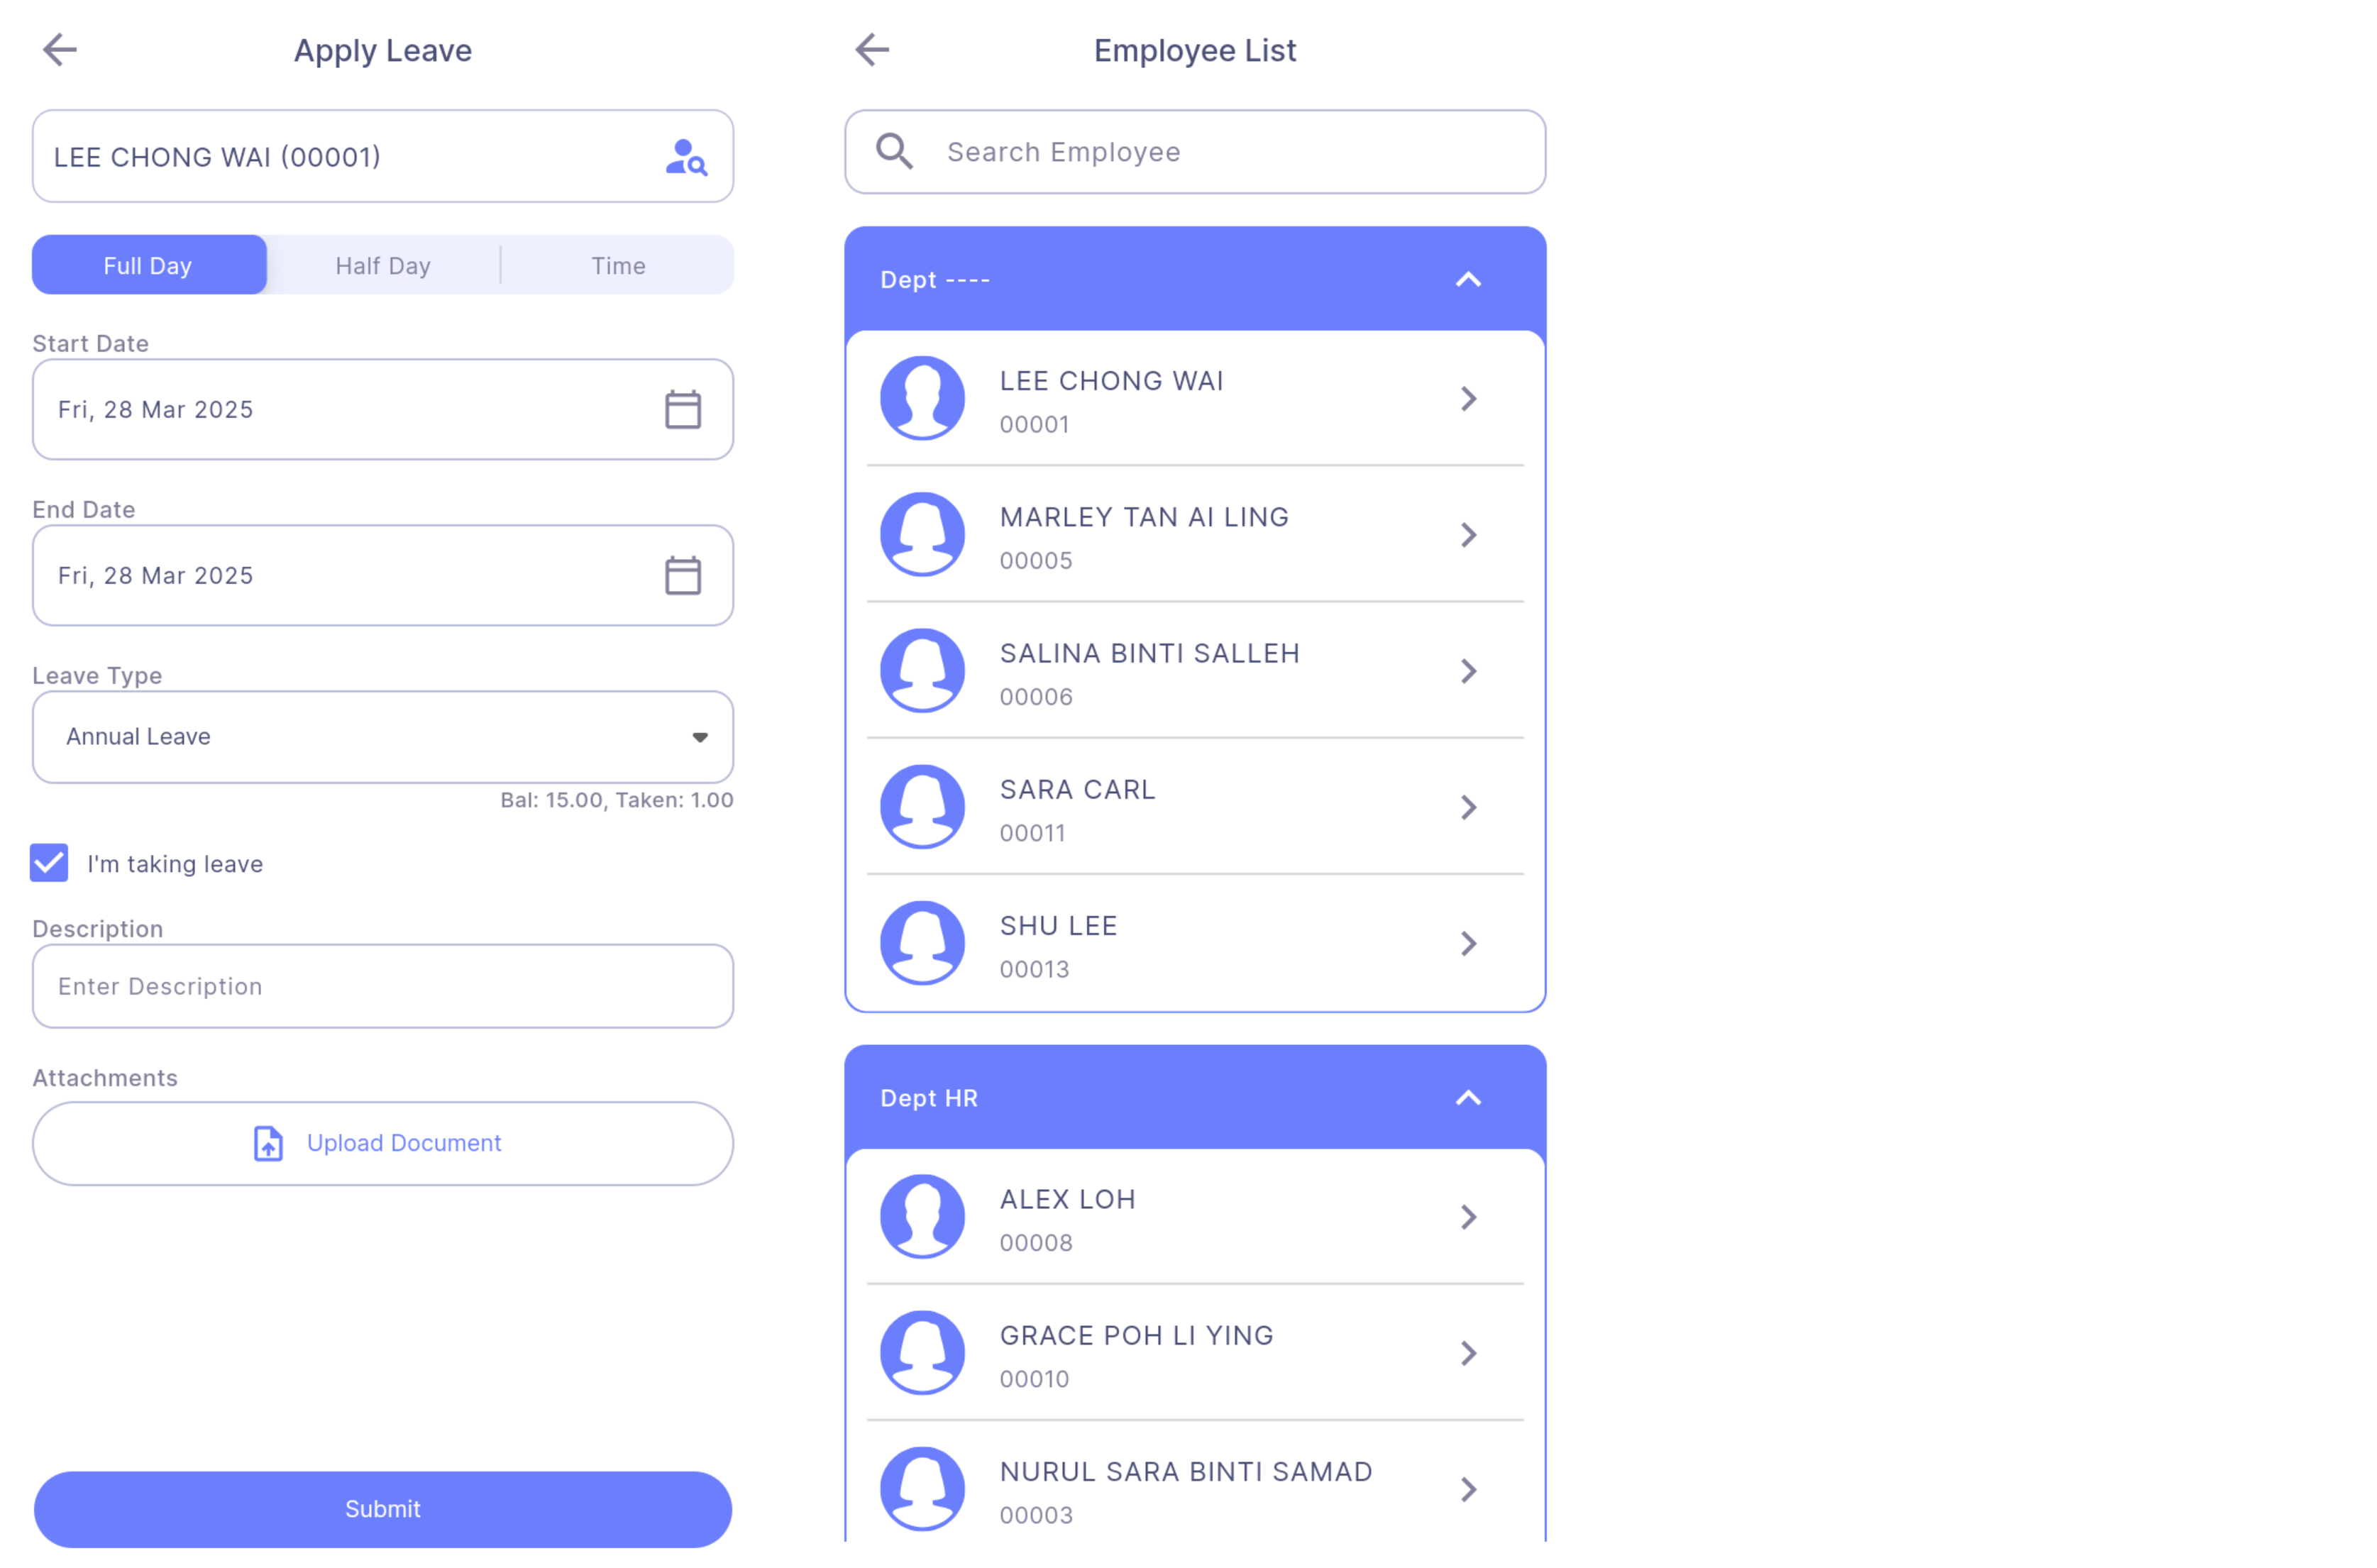 Apply Leave
LEE CHONG WAI (00001)
Full Day
Half Day
Time
Start Date
Fri, 28 Mar 2025
End Date
Fri, 28 Mar 2025
Leave Type
Annual Leave
Bal: 15.00, Taken: 1.00
I'm taking leave
Description
Enter Description
Attachments
Upload Document
Submit
Employee List
Search Employee
Dept ----
LEE CHONG WAI
00001
MARLEY TAN AI LING
00005
SALINA BINTI SALLEH
00006
SARA CARL
00011
SHU LEE
00013
Dept HR
ALEX LOH
00008
GRACE POH LI YING
00010
NURUL SARA BINTI SAMAD
00003